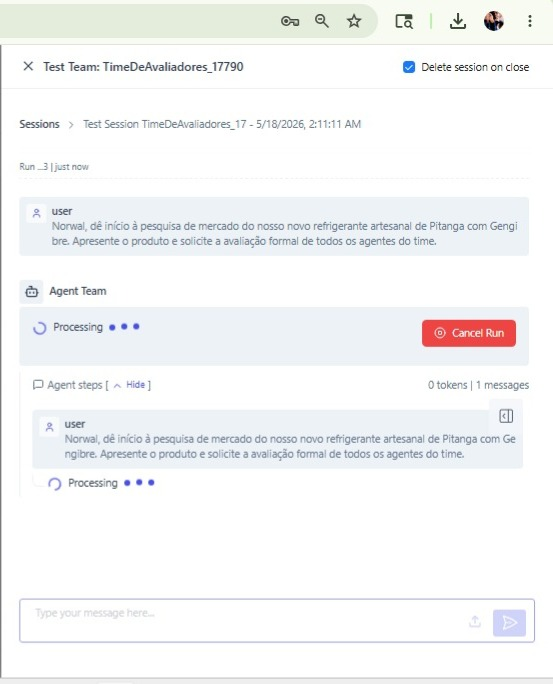 Test Team: TimeDeAvaliadores_17790
Delete session on close
Sessions > Test Session TimeDeAvaliadores_17 - 5/18/2026, 2:11:11 AM
Run ...3 | just now
user
Norwal, dê início à pesquisa de mercado do nosso novo refrigerante artesanal de Pitanga com Gengi
bre. Apresente o produto e solicite a avaliação formal de todos os agentes do time.
Agent Team
Processing
Cancel Run
Agent steps [ Hide ]
0 tokens | 1 messages
user
Norwal, dê início à pesquisa de mercado do nosso novo refrigerante artesanal de Pitanga com Ge
ngibre. Apresente o produto e solicite a avaliação formal de todos os agentes do time.
Processing
Type your message here...